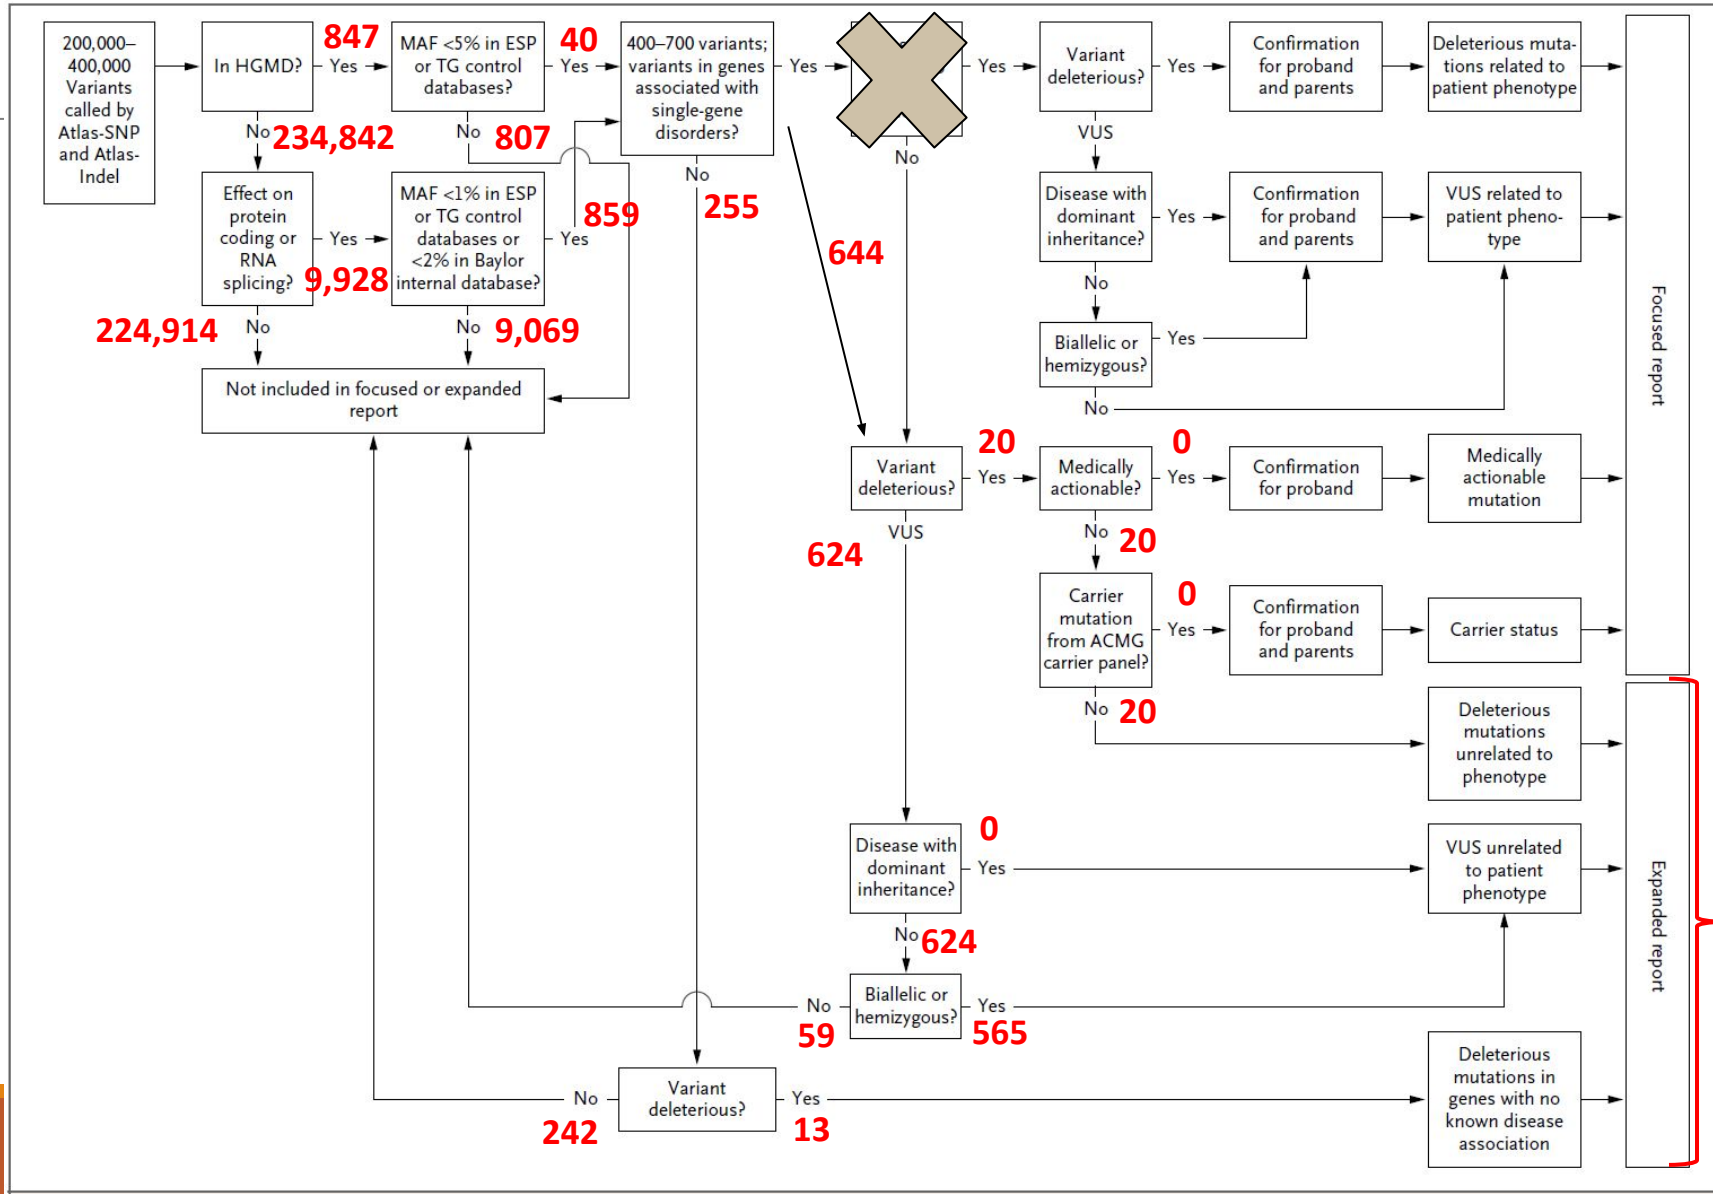 200,000–
400,000
Variants
called by
Atlas-SNP
and Atlas-
Indel
In HGMD?
847
Yes
No
234,842
MAF <5% in ESP
or TG control
databases?
40
Yes
No
807
400–700 variants;
variants in genes
associated with
single-gene
disorders?
Yes
No
255
Yes
No
Variant
deleterious?
Yes
VUS
Confirmation
for proband
and parents
Deleterious muta-
tions related to
patient phenotype
Effect on
protein
coding or
RNA
splicing?
Yes
9,928
224,914
No
MAF <1% in ESP
or TG control
databases or
<2% in Baylor
internal database?
859
Yes
No
9,069
644
Disease with
dominant
inheritance?
Yes
No
Confirmation
for proband
and parents
VUS related to
patient pheno-
type
Biallelic or
hemizygous?
Yes
No
Not included in focused or expanded
report
Focused report
Variant
deleterious?
20
Yes
VUS
624
Medically
actionable?
0
Yes
No
20
Confirmation
for proband
Medically
actionable
mutation
Carrier
mutation
from ACMG
carrier panel?
0
Yes
No
20
Confirmation
for proband
and parents
Carrier status
Deleterious
mutations
unrelated to
phenotype
Disease with
dominant
inheritance?
0
Yes
No
624
VUS unrelated
to patient
phenotype
Expanded report
Biallelic or
hemizygous?
No
59
Yes
565
Variant
deleterious?
No
242
Yes
13
Deleterious
mutations in
genes with no
known disease
association